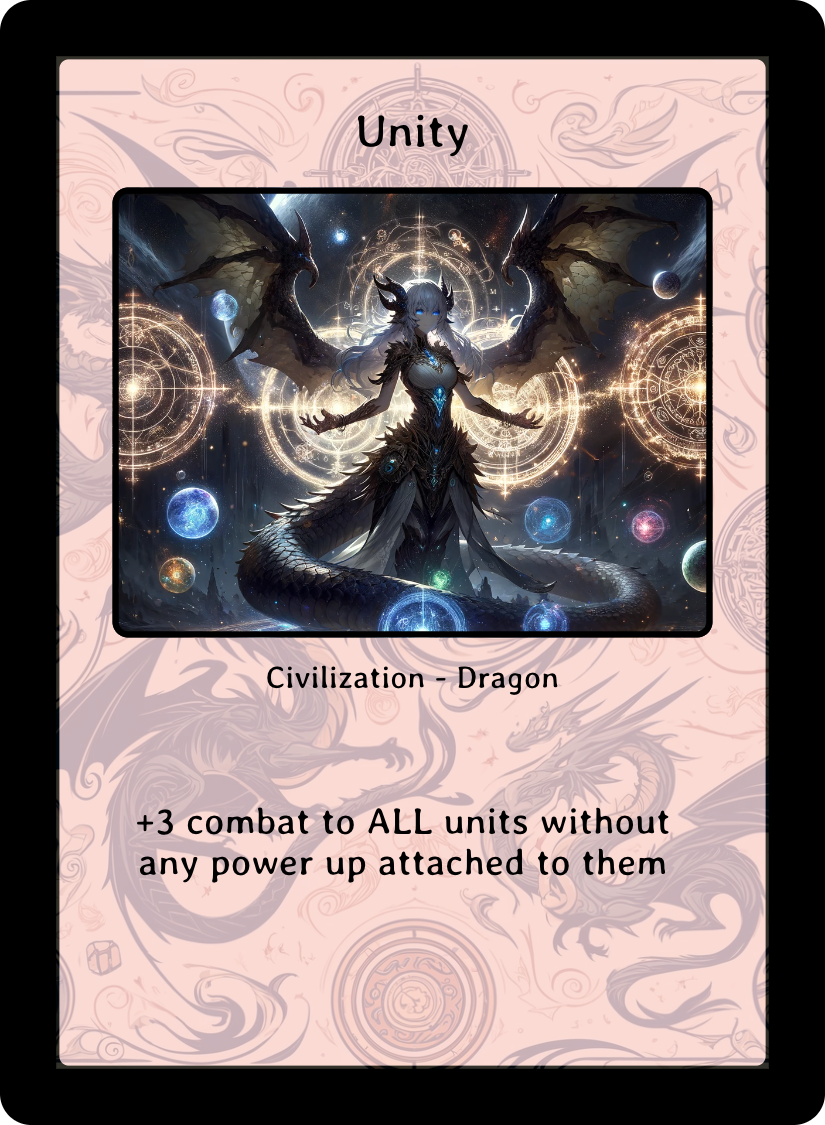 Unity
Civilization - Dragon
+3 combat to ALL units without
any power up attached to them